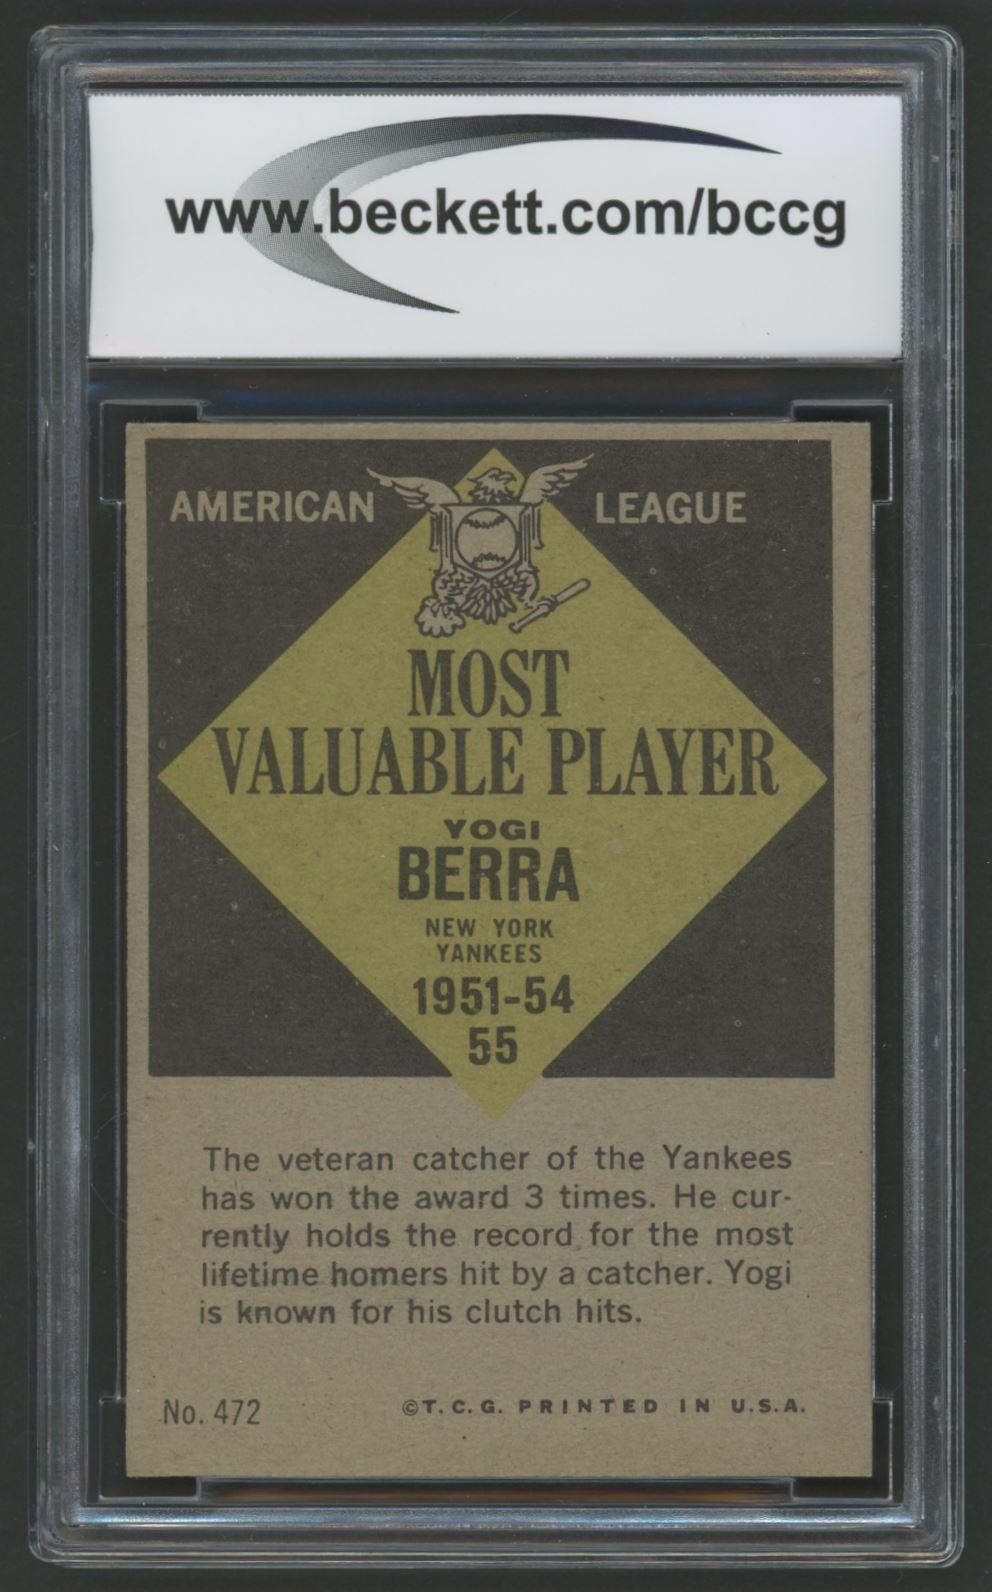 www.beckett.com/bccg
AMERICAN LEAGUE
MOST
VALUABLE PLAYER
YOGI
BERRA
NEW YORK
YANKEES
1951-54
55
The veteran catcher of the Yankees
has won the award 3 times. He cur-
rently holds the record for the most
lifetime homers hit by a catcher. Yogi
is known for his clutch hits.
No. 472 ©T.C.G. PRINTED IN U.S.A.